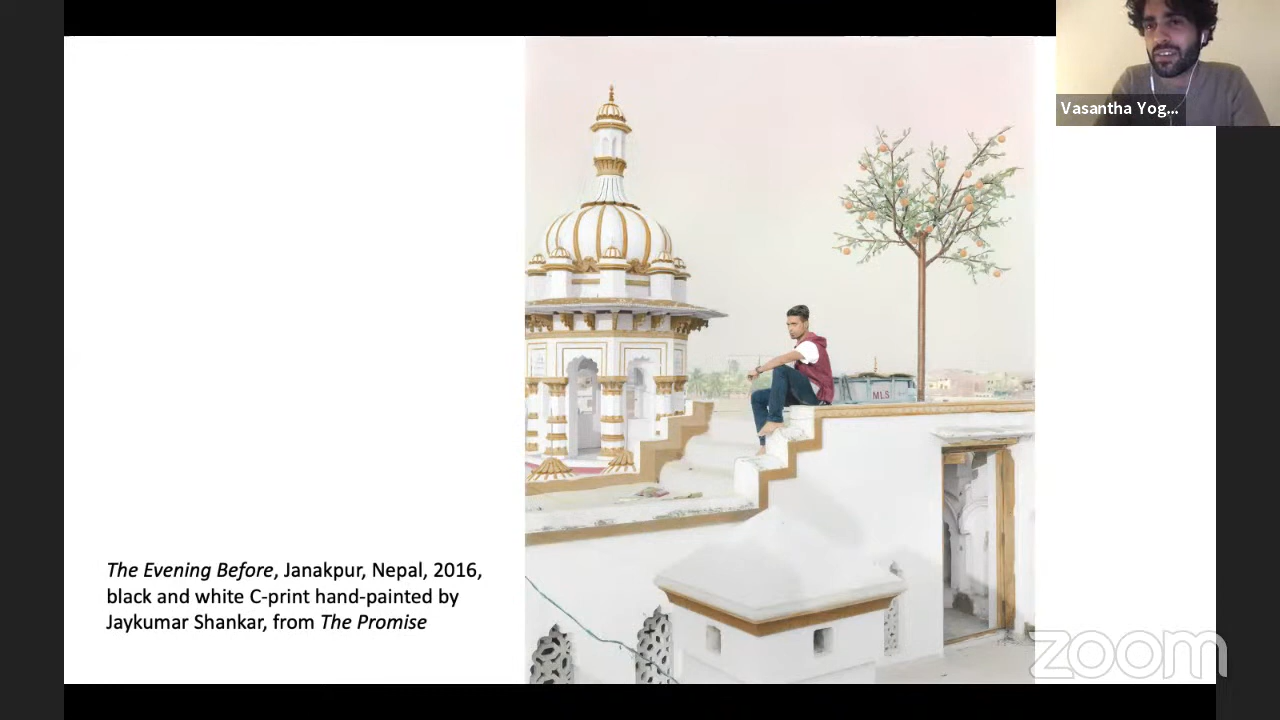 Vasantha Yog...
MLS
The Evening Before, Janakpur, Nepal, 2016,
black and white C-print hand-painted by
Jaykumar Shankar, from The Promise
zoom